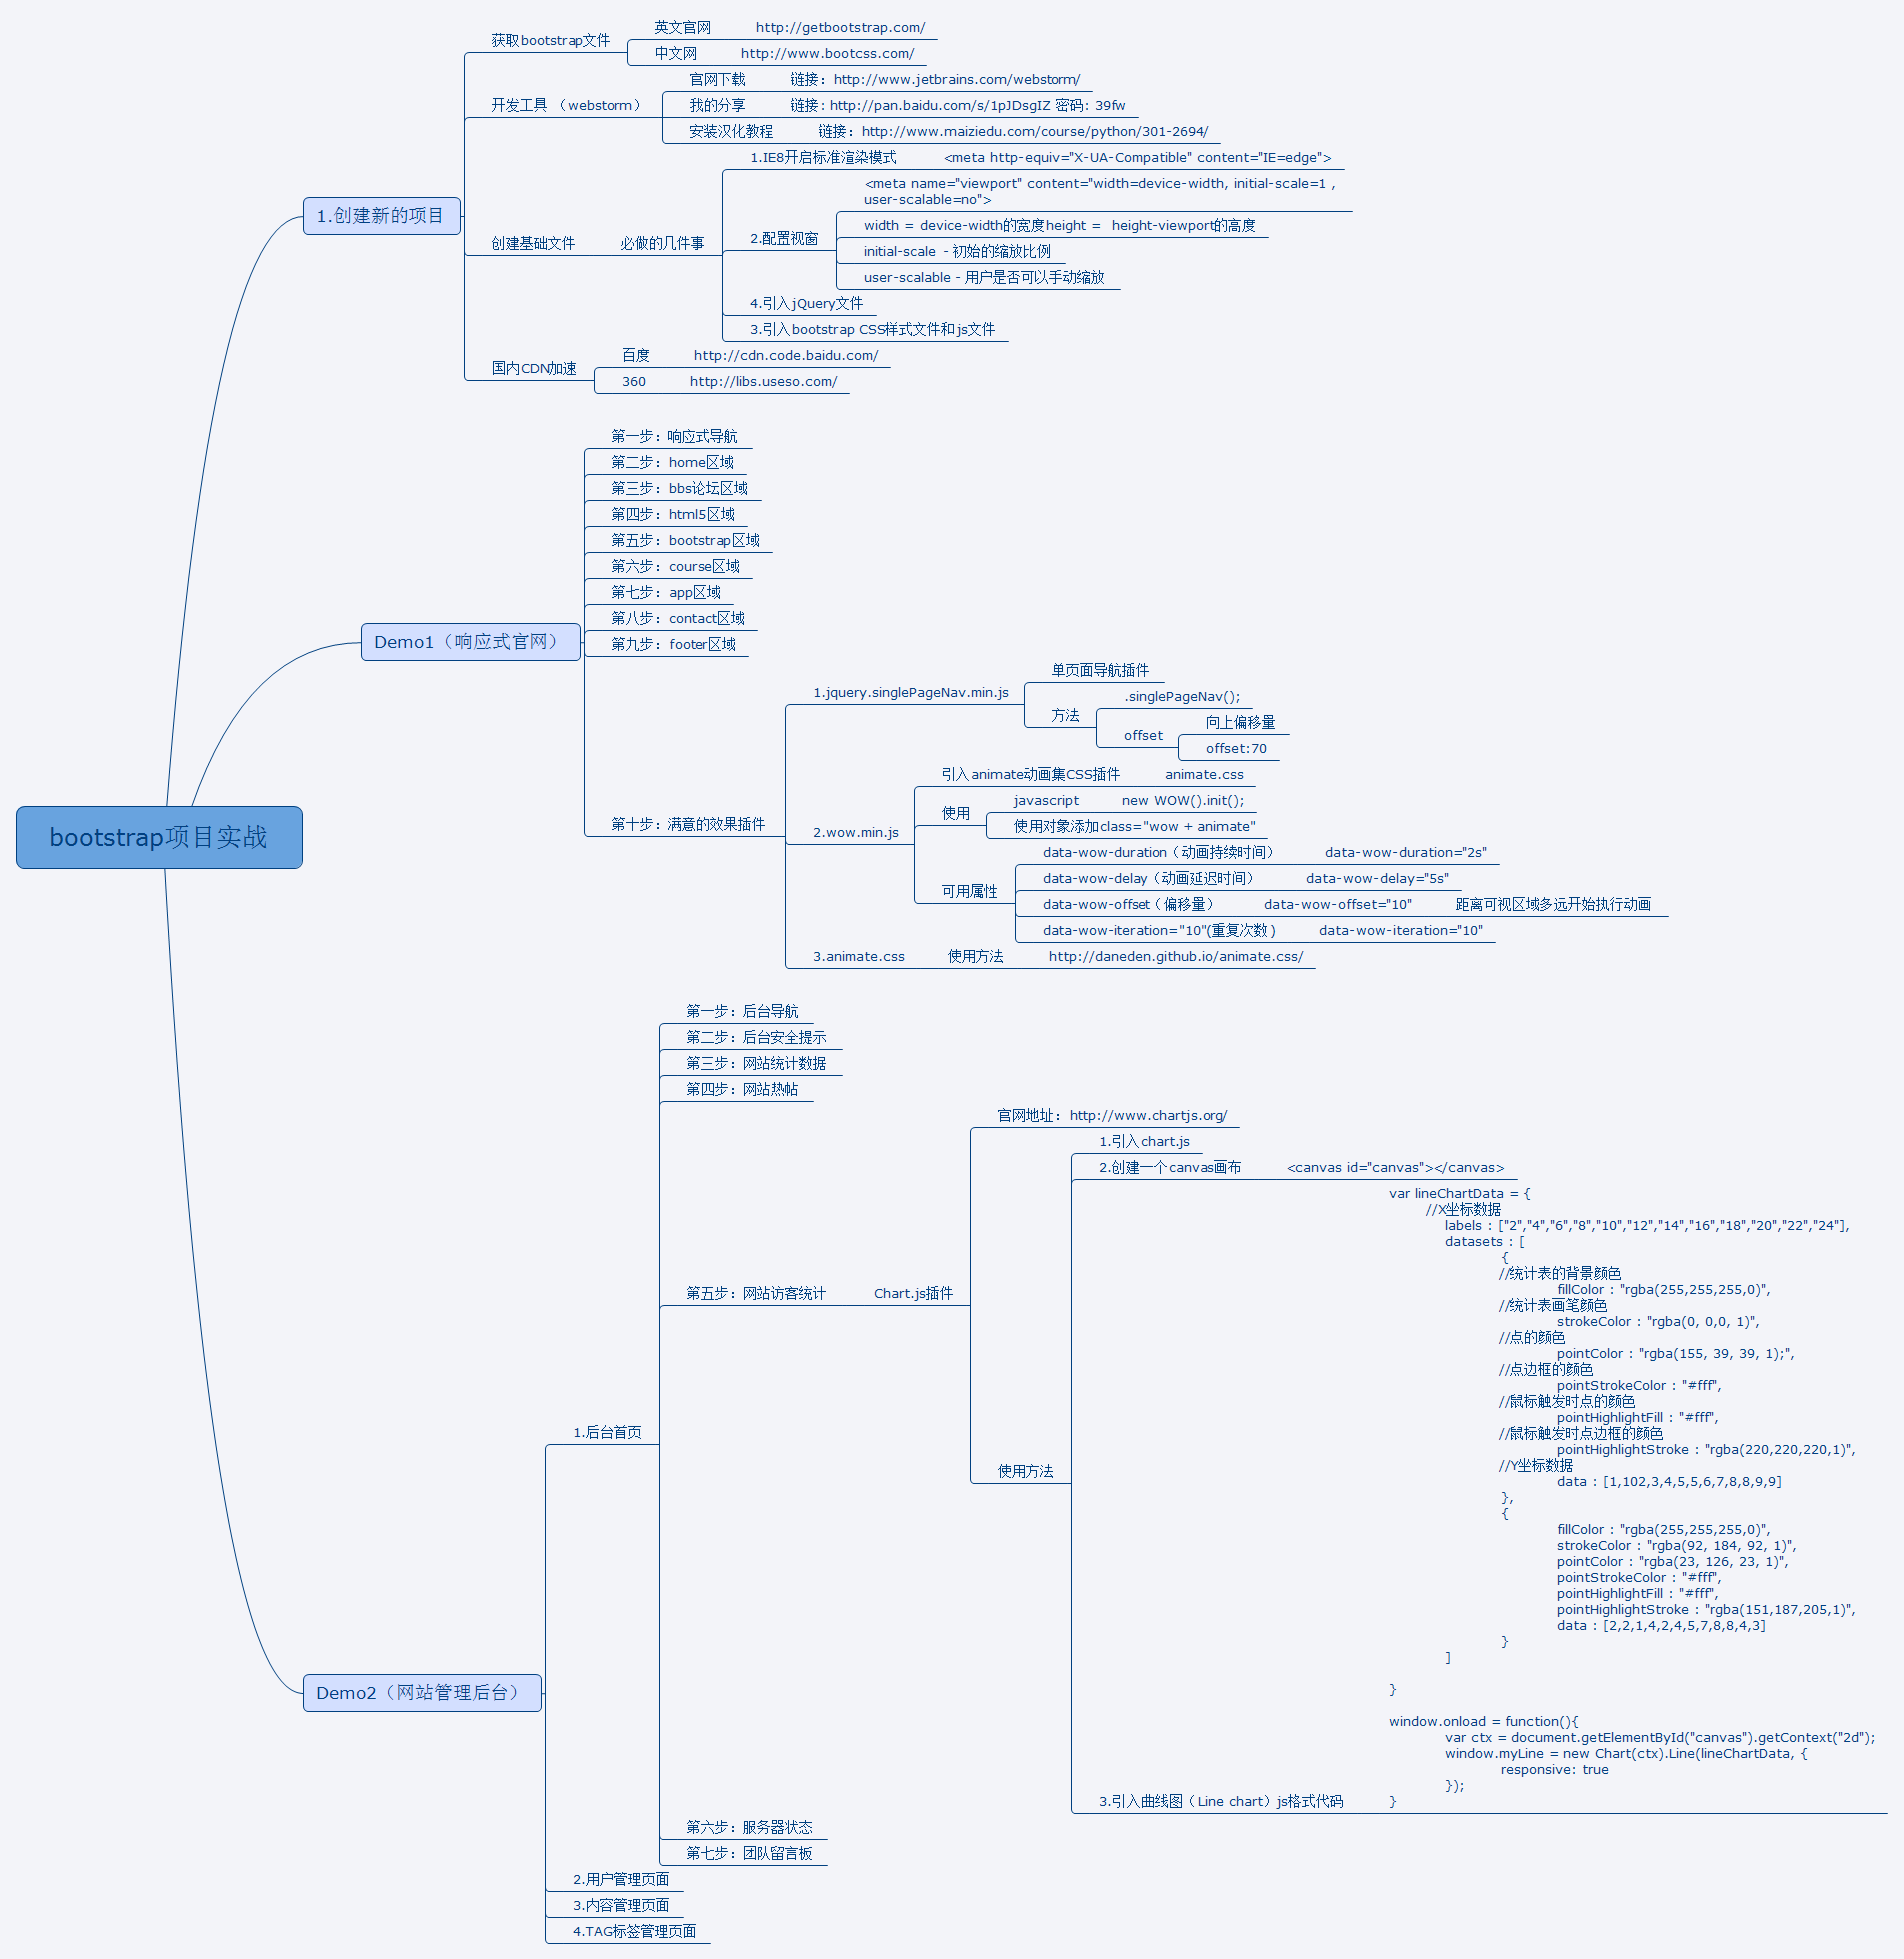 bootstrap项目实战
1.创建新的项目
获取bootstrap文件
英文官网 http://getbootstrap.com/
中文网 http://www.bootcss.com/
开发工具 （webstorm）
官网下载 链接：http://www.jetbrains.com/webstorm/
我的分享 链接: http://pan.baidu.com/s/1pJDsgIZ 密码: 39fw
安装汉化教程 链接：http://www.maiziedu.com/course/python/301-2694/
创建基础文件 必做的几件事
1.IE8开启标准渲染模式 <meta http-equiv="X-UA-Compatible" content="IE=edge">
2.配置视窗
<meta name="viewport" content="width=device-width, initial-scale=1 ,
user-scalable=no">
width = device-width的宽度height = height-viewport的高度
initial-scale - 初始的缩放比例
user-scalable - 用户是否可以手动缩放
4.引入jQuery文件
3.引入bootstrap CSS样式文件和js文件
国内CDN加速
百度 http://cdn.code.baidu.com/
360 http://libs.useso.com/
Demo1（响应式官网）
第一步：响应式导航
第二步：home区域
第三步：bbs论坛区域
第四步：html5区域
第五步：bootstrap区域
第六步：course区域
第七步：app区域
第八步：contact区域
第九步：footer区域
第十步：满意的效果插件
1.jquery.singlePageNav.min.js
单页面导航插件
方法
.singlePageNav();
offset
向上偏移量
offset:70
2.wow.min.js
引入animate动画集CSS插件 animate.css
使用
javascript new WOW().init();
使用对象添加class="wow + animate"
可用属性
data-wow-duration（动画持续时间） data-wow-duration="2s"
data-wow-delay（动画延迟时间） data-wow-delay="5s"
data-wow-offset（偏移量） data-wow-offset="10" 距离可视区域多远开始执行动画
data-wow-iteration="10"(重复次数) data-wow-iteration="10"
3.animate.css 使用方法 http://daneden.github.io/animate.css/
Demo2（网站管理后台）
1.后台首页
第一步：后台导航
第二步：后台安全提示
第三步：网站统计数据
第四步：网站热帖
第五步：网站访客统计 Chart.js插件
官网地址：http://www.chartjs.org/
使用方法
1.引入chart.js
2.创建一个canvas画布 <canvas id="canvas"></canvas>
3.引入曲线图（Line chart）js格式代码
var lineChartData = {
//X坐标数据
labels : ["2","4","6","8","10","12","14","16","18","20","22","24"],
datasets : [
{
//统计表的背景颜色
fillColor : "rgba(255,255,255,0)",
//统计表画笔颜色
strokeColor : "rgba(0, 0,0, 1)",
//点的颜色
pointColor : "rgba(155, 39, 39, 1);",
//点边框的颜色
pointStrokeColor : "#fff",
//鼠标触发时点的颜色
pointHighlightFill : "#fff",
//鼠标触发时点边框的颜色
pointHighlightStroke : "rgba(220,220,220,1)",
//Y坐标数据
data : [1,102,3,4,5,5,6,7,8,8,9,9]
},
{
fillColor : "rgba(255,255,255,0)",
strokeColor : "rgba(92, 184, 92, 1)",
pointColor : "rgba(23, 126, 23, 1)",
pointStrokeColor : "#fff",
pointHighlightFill : "#fff",
pointHighlightStroke : "rgba(151,187,205,1)",
data : [2,2,1,4,2,4,5,7,8,8,4,3]
}
]
}
window.onload = function(){
var ctx = document.getElementById("canvas").getContext("2d");
window.myLine = new Chart(ctx).Line(lineChartData, {
responsive: true
});
}
第六步：服务器状态
第七步：团队留言板
2.用户管理页面
3.内容管理页面
4.TAG标签管理页面